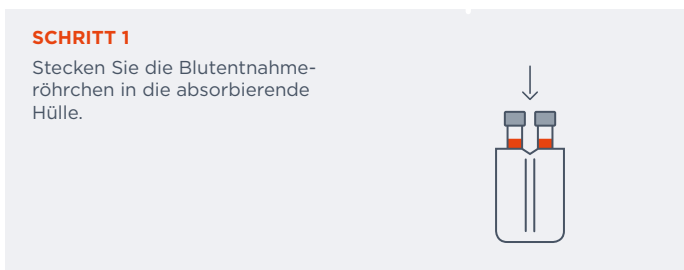 SCHRITT 1
Stecken Sie die Blutentnahme-
röhrchen in die absorbierende
Hülle.